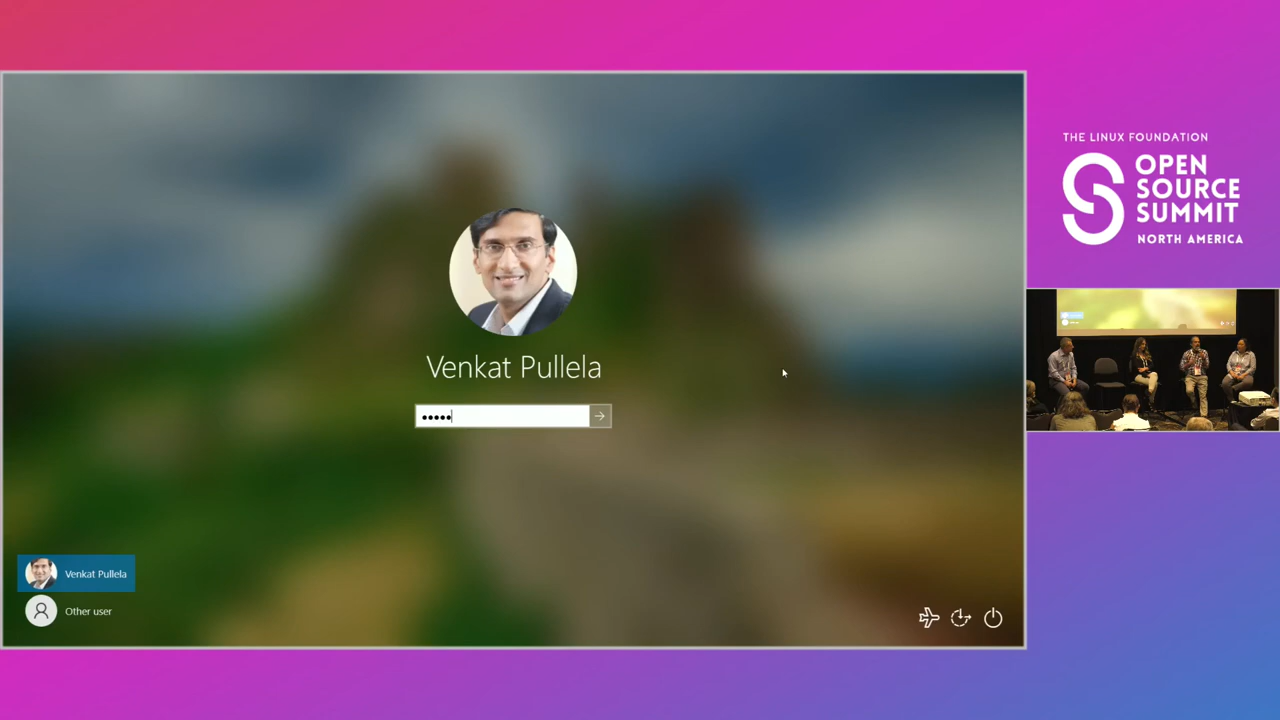 Venkat Pullela
Venkat Pullela
Other user
THE LINUX FOUNDATION
OPEN
SOURCE
SUMMIT
NORTH AMERICA